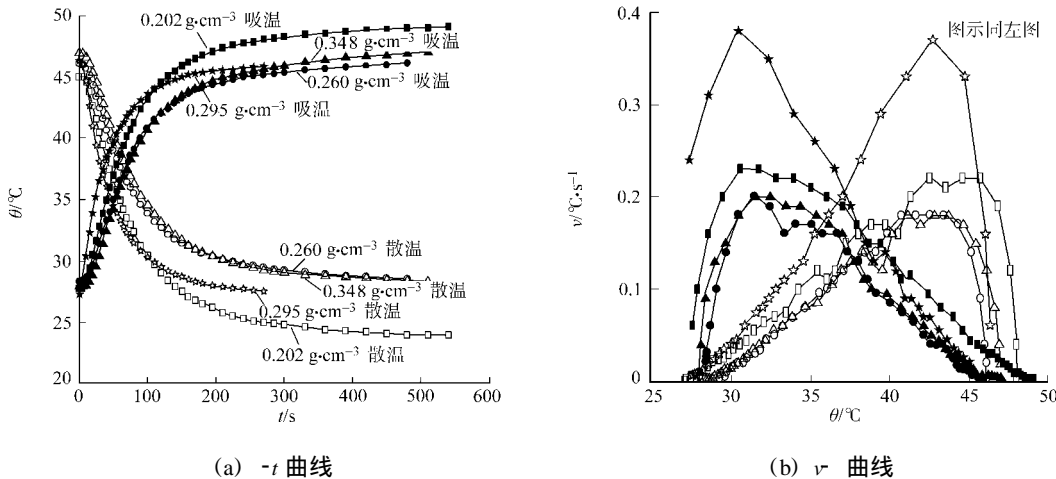 0.202 g·cm⁻³ 吸温
0.348 g·cm⁻³ 吸温
0.260 g·cm⁻³ 吸温
0.295 g·cm⁻³ 吸温
0.260 g·cm⁻³ 散温
0.348 g·cm⁻³ 散温
0.295 g·cm⁻³ 散温
0.202 g·cm⁻³ 散温
50
45
40
35
30
25
20
θ/℃
0 100 200 300 400 500 600
t/s
(a) -t 曲线
图示同左图
0.4
0.3
0.2
0.1
0
v/℃·s⁻¹
25 30 35 40 45 50
θ/℃
(b) v- 曲线